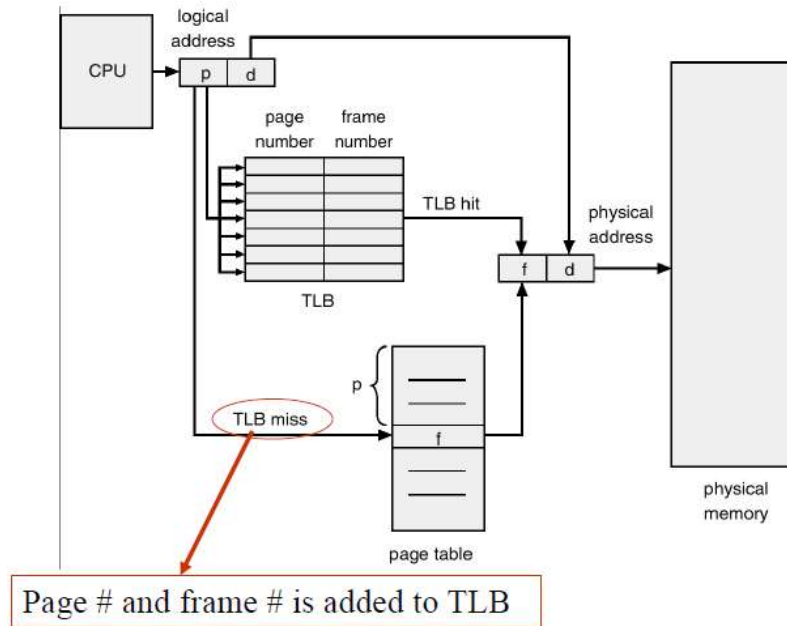 logical
address
CPU
p
d
page
number
frame
number
TLB hit
physical
address
f
d
TLB
p
TLB miss
f
physical
memory
page table
Page # and frame # is added to TLB